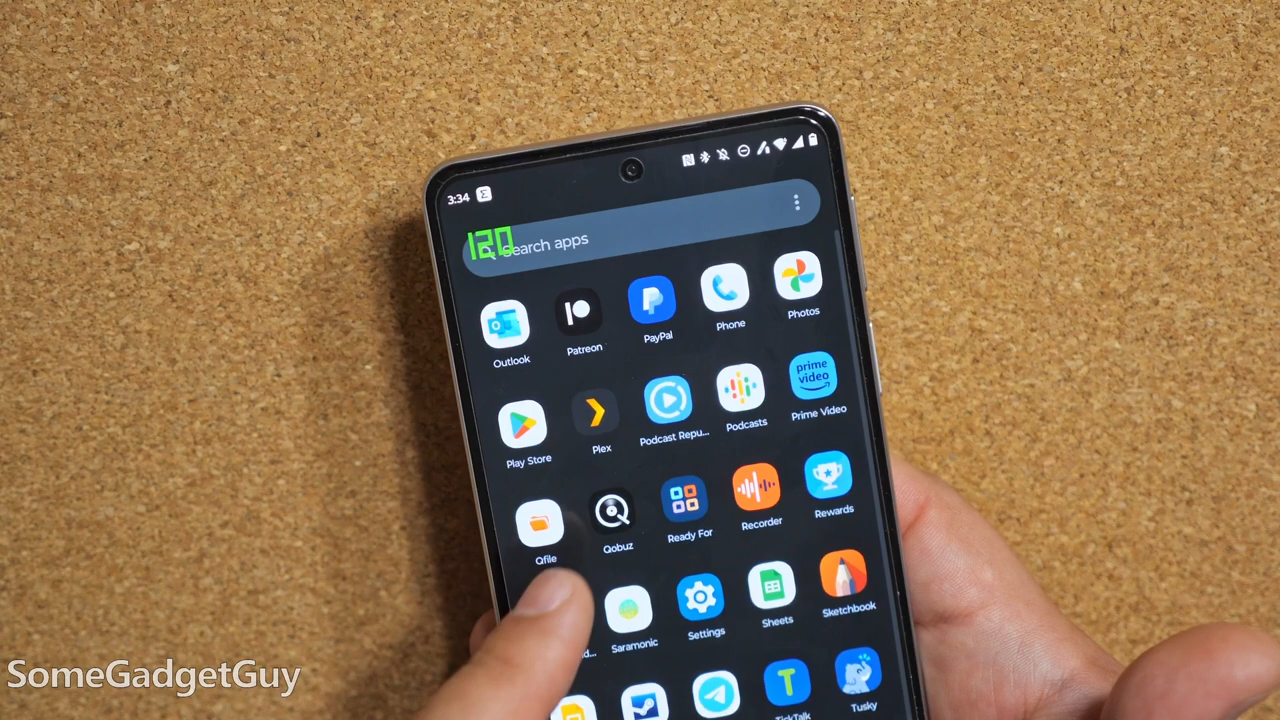 3:34
120
Search apps
Outlook
Patreon
PayPal
Phone
Photos
prime video
Play Store
Plex
Podcast Repu...
Podcasts
Prime Video
Qfile
Qobuz
Ready For
Recorder
Rewards
d...
Saramonic
Settings
Sheets
Sketchbook
TickTalk
Tusky
SomeGadgetGuy